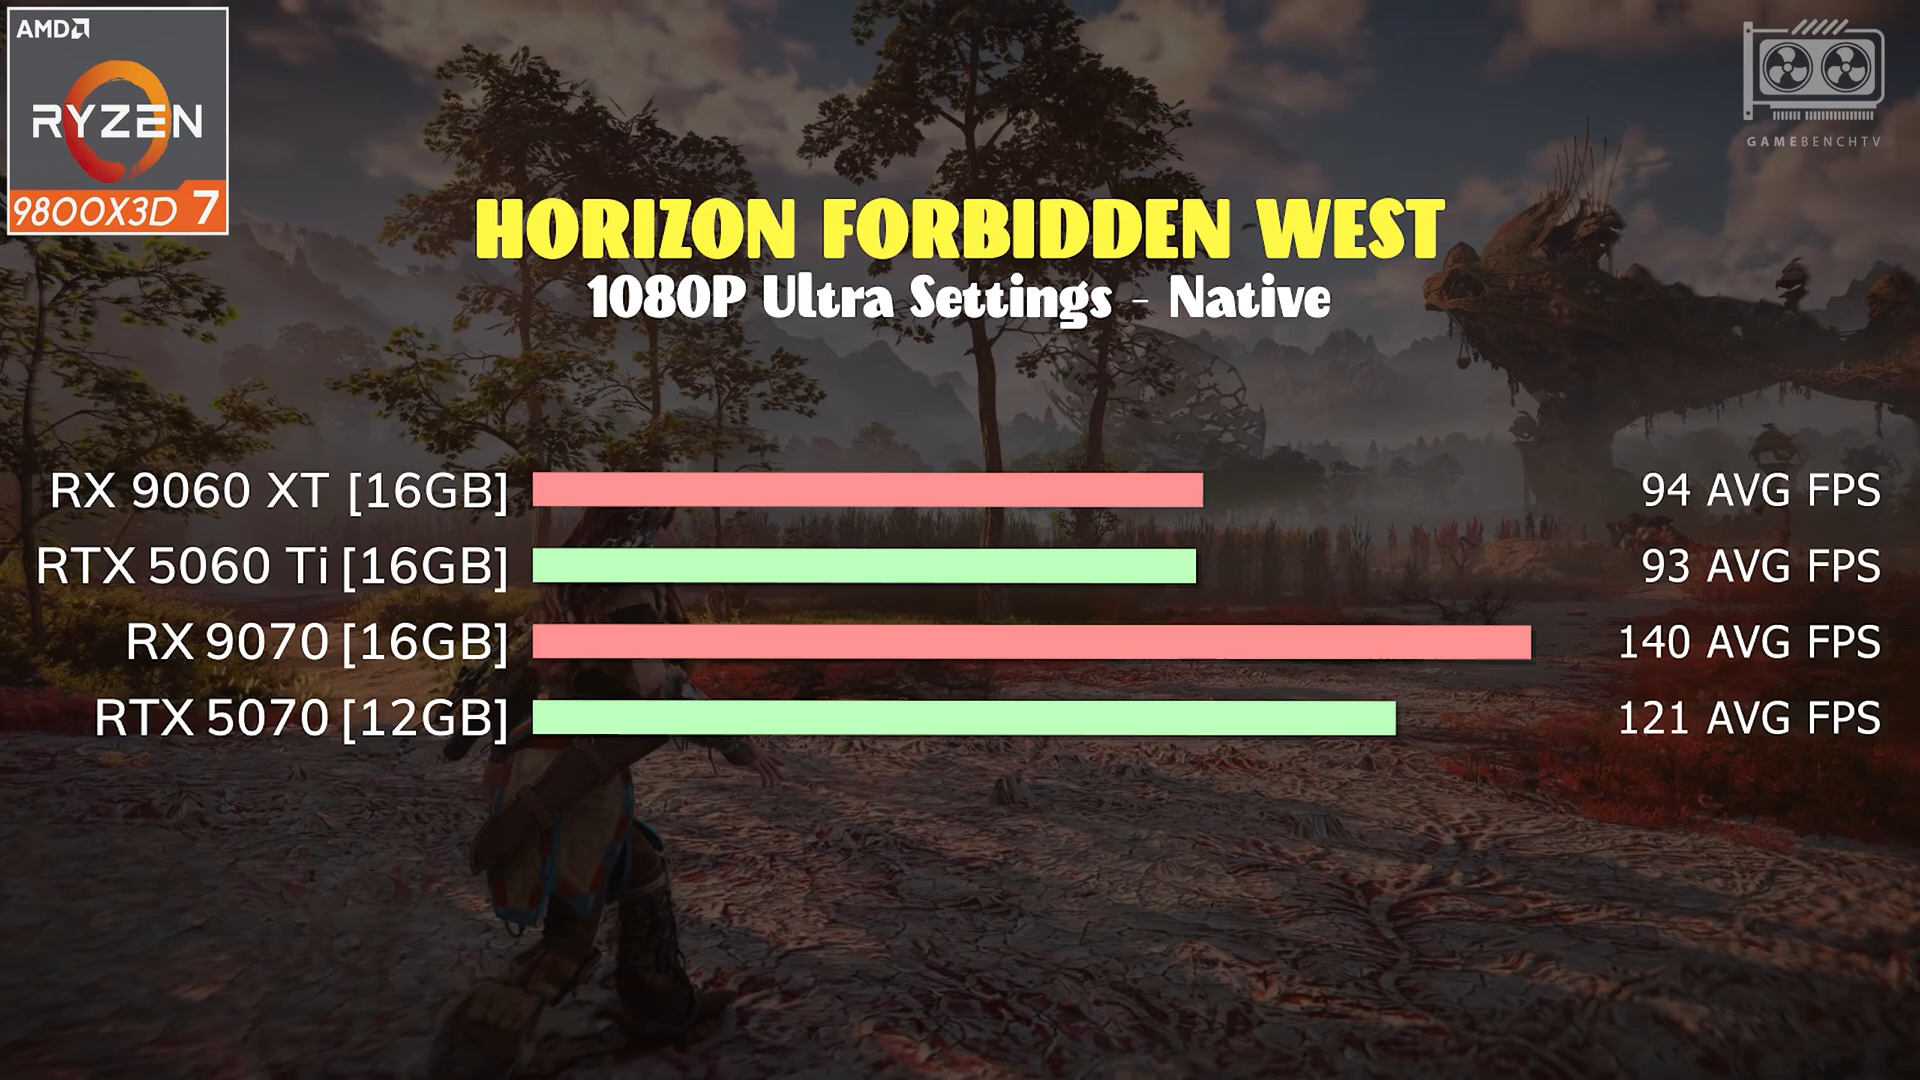 AMD
RYZEN
9800X3D 7
GAMEBENCHTV
HORIZON FORBIDDEN WEST
1080P Ultra Settings - Native
RX 9060 XT [16GB] 94 AVG FPS
RTX 5060 Ti [16GB] 93 AVG FPS
RX 9070 [16GB] 140 AVG FPS
RTX 5070 [12GB] 121 AVG FPS